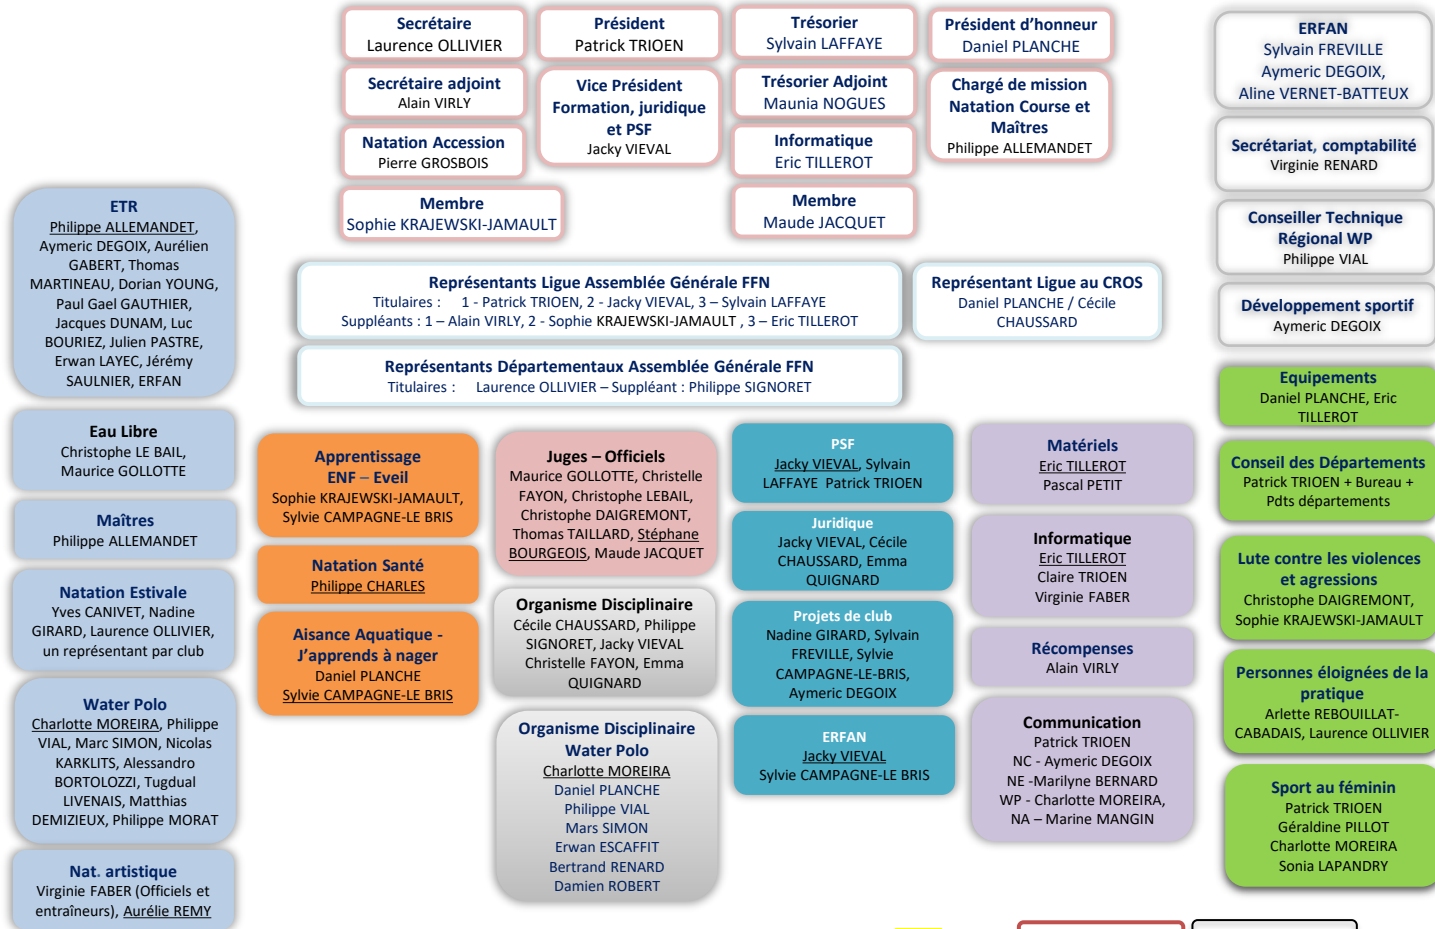 Secrétaire
Laurence OLLIVIER
Président
Patrick TRIOEN
Trésorier
Sylvain LAFFAYE
Président d'honneur
Daniel PLANCHE
Secrétaire adjoint
Alain VIRLY
Vice Président
Formation, juridique
et PSF
Jacky VIEVAL
Trésorier Adjoint
Maunia NOGUES
Chargé de mission
Natation Course et
Maîtres
Philippe ALLEMANDET
Natation Accession
Pierre GROSBOIS
Informatique
Eric TILLEROT
Membre
Sophie KRAJEWSKI-JAMAULT
Membre
Maude JACQUET
ERFAN
Sylvain FREVILLE
Aymeric DEGOIX,
Aline VERNET-BATTEUX
Secrétariat, comptabilité
Virginie RENARD
Conseiller Technique
Régional WP
Philippe VIAL
Développement sportif
Aymeric DEGOIX
Représentants Ligue Assemblée Générale FFN
Titulaires : 1 - Patrick TRIOEN, 2 - Jacky VIEVAL, 3 – Sylvain LAFFAYE
Suppléants : 1 – Alain VIRLY, 2 - Sophie KRAJEWSKI-JAMAULT , 3 – Eric TILLEROT
Représentant Ligue au CROS
Daniel PLANCHE / Cécile
CHAUSSARD
Représentants Départementaux Assemblée Générale FFN
Titulaires : Laurence OLLIVIER – Suppléant : Philippe SIGNORET
ETR
Philippe ALLEMANDET,
Aymeric DEGOIX, Aurélien
GABERT, Thomas
MARTINEAU, Dorian YOUNG,
Paul Gael GAUTHIER,
Jacques DUNAM, Luc
BOURIEZ, Julien PASTRE,
Erwan LAYEC, Jérémy
SAULNIER, ERFAN
Eau Libre
Christophe LE BAIL,
Maurice GOLLOTTE
Maîtres
Philippe ALLEMANDET
Natation Estivale
Yves CANIVET, Nadine
GIRARD, Laurence OLLIVIER,
un représentant par club
Water Polo
Charlotte MOREIRA, Philippe
VIAL, Marc SIMON, Nicolas
KARKLITS, Alessandro
BORTOLOZZI, Tugdual
LIVENAIS, Matthias
DEMIZIEUX, Philippe MORAT
Nat. artistique
Virginie FABER (Officiels et
entraîneurs), Aurélie REMY
Apprentissage
ENF – Eveil
Sophie KRAJEWSKI-JAMAULT,
Sylvie CAMPAGNE-LE BRIS
Natation Santé
Philippe CHARLES
Aisance Aquatique -
J'apprends à nager
Daniel PLANCHE
Sylvie CAMPAGNE-LE BRIS
Juges – Officiels
Maurice GOLLOTTE, Christelle
FAYON, Christophe LEBAIL,
Christophe DAIGREMONT,
Thomas TAILLARD, Stéphane
BOURGEOIS, Maude JACQUET
Organisme Disciplinaire
Cécile CHAUSSARD, Philippe
SIGNORET, Jacky VIEVAL
Christelle FAYON, Emma
QUIGNARD
Organisme Disciplinaire
Water Polo
Charlotte MOREIRA
Daniel PLANCHE
Philippe VIAL
Mars SIMON
Erwan ESCAFFIT
Bertrand RENARD
Damien ROBERT
PSF
Jacky VIEVAL, Sylvain
LAFFAYE Patrick TRIOEN
Juridique
Jacky VIEVAL, Cécile
CHAUSSARD, Emma
QUIGNARD
Projets de club
Nadine GIRARD, Sylvain
FREVILLE, Sylvie
CAMPAGNE-LE-BRIS,
Aymeric DEGOIX
ERFAN
Jacky VIEVAL
Sylvie CAMPAGNE-LE BRIS
Matériels
Eric TILLEROT
Pascal PETIT
Informatique
Eric TILLEROT
Claire TRIOEN
Virginie FABER
Récompenses
Alain VIRLY
Communication
Patrick TRIOEN
NC - Aymeric DEGOIX
NE -Marilyne BERNARD
WP - Charlotte MOREIRA,
NA – Marine MANGIN
Equipements
Daniel PLANCHE, Eric
TILLEROT
Conseil des Départements
Patrick TRIOEN + Bureau +
Pdts départements
Lute contre les violences
et agressions
Christophe DAIGREMONT,
Sophie KRAJEWSKI-JAMAULT
Personnes éloignées de la
pratique
Arlette REBOUILLAT-
CABADAIS, Laurence OLLIVIER
Sport au féminin
Patrick TRIOEN
Géraldine PILLOT
Charlotte MOREIRA
Sonia LAPANDRY